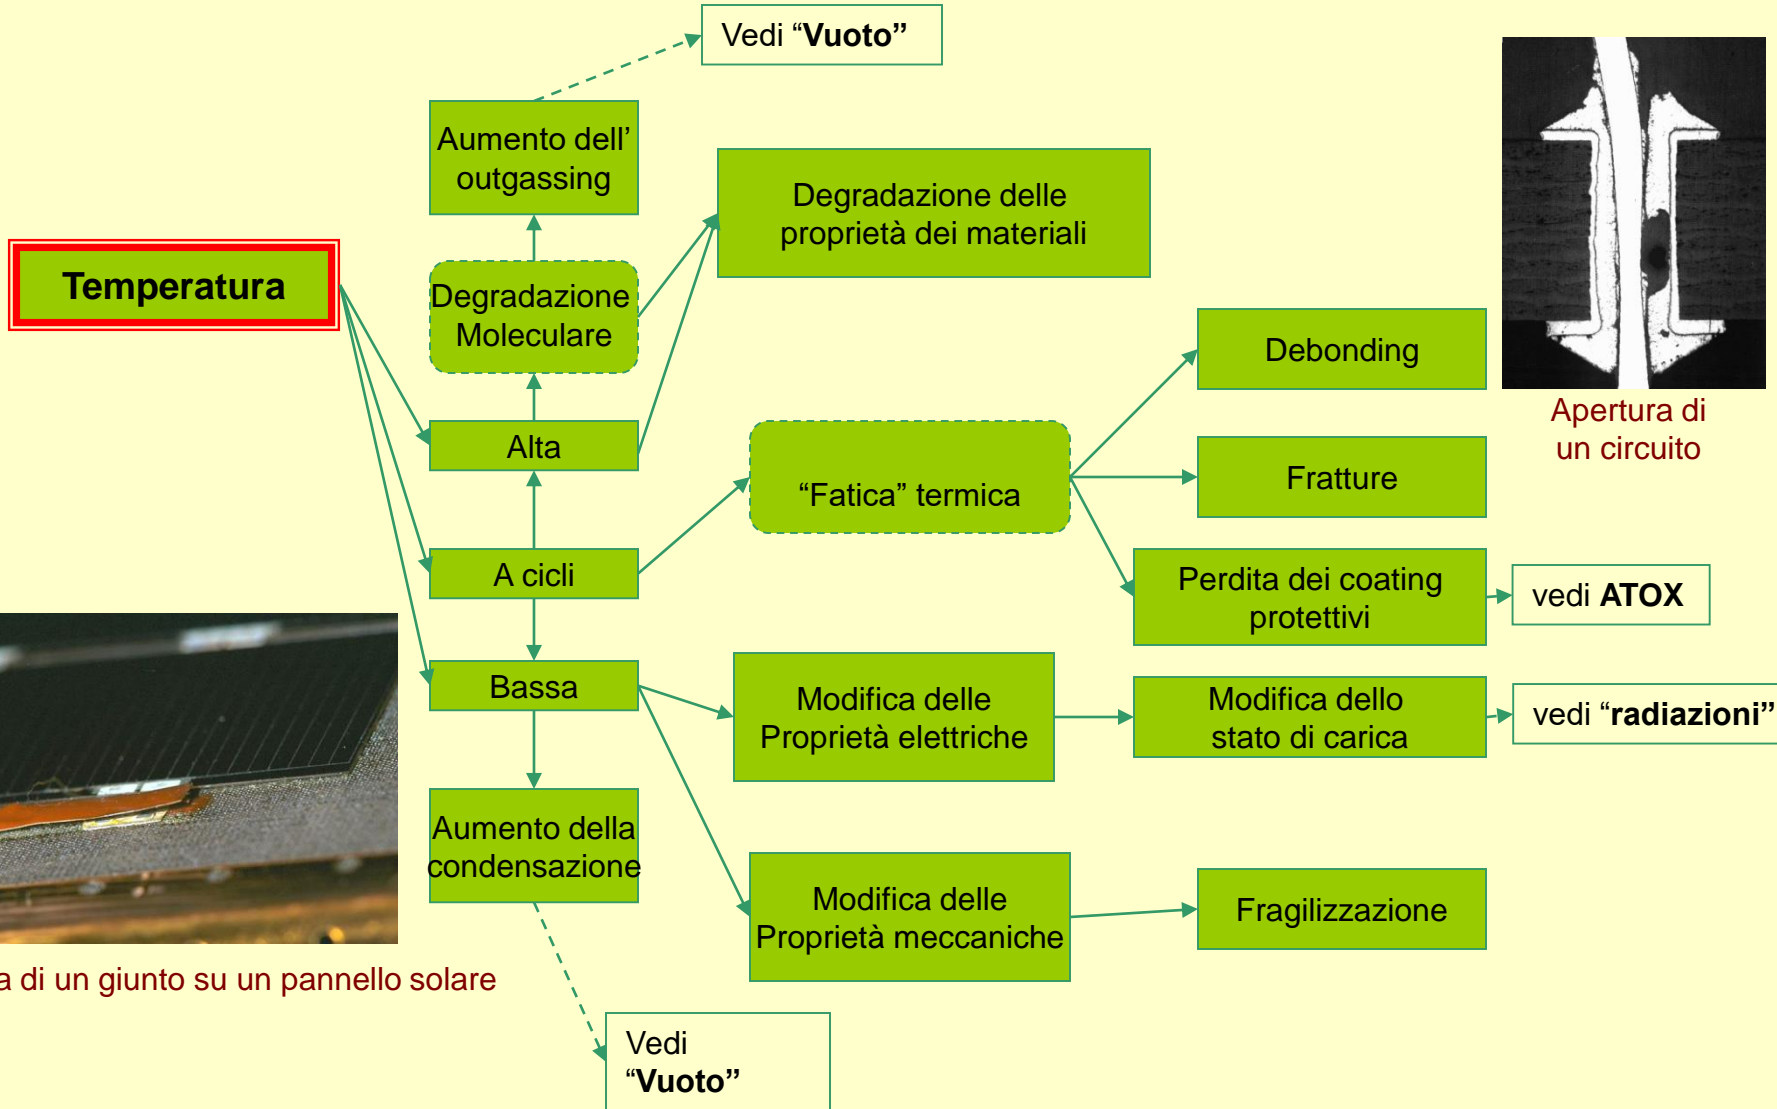 Vedi “Vuoto”
Aumento dell’
outgassing
Degradazione delle
proprietà dei materiali
Temperatura
Degradazione
Moleculare
Debonding
Apertura di
un circuito
Alta
“Fatica” termica
Fratture
A cicli
Perdita dei coating
protettivi
vedi ATOX
Bassa
Modifica delle
Proprietà elettriche
Modifica dello
stato di carica
vedi “radiazioni”
Aumento della
condensazione
Modifica delle
Proprietà meccaniche
Fragilizzazione
di un giunto su un pannello solare
Vedi
“Vuoto”